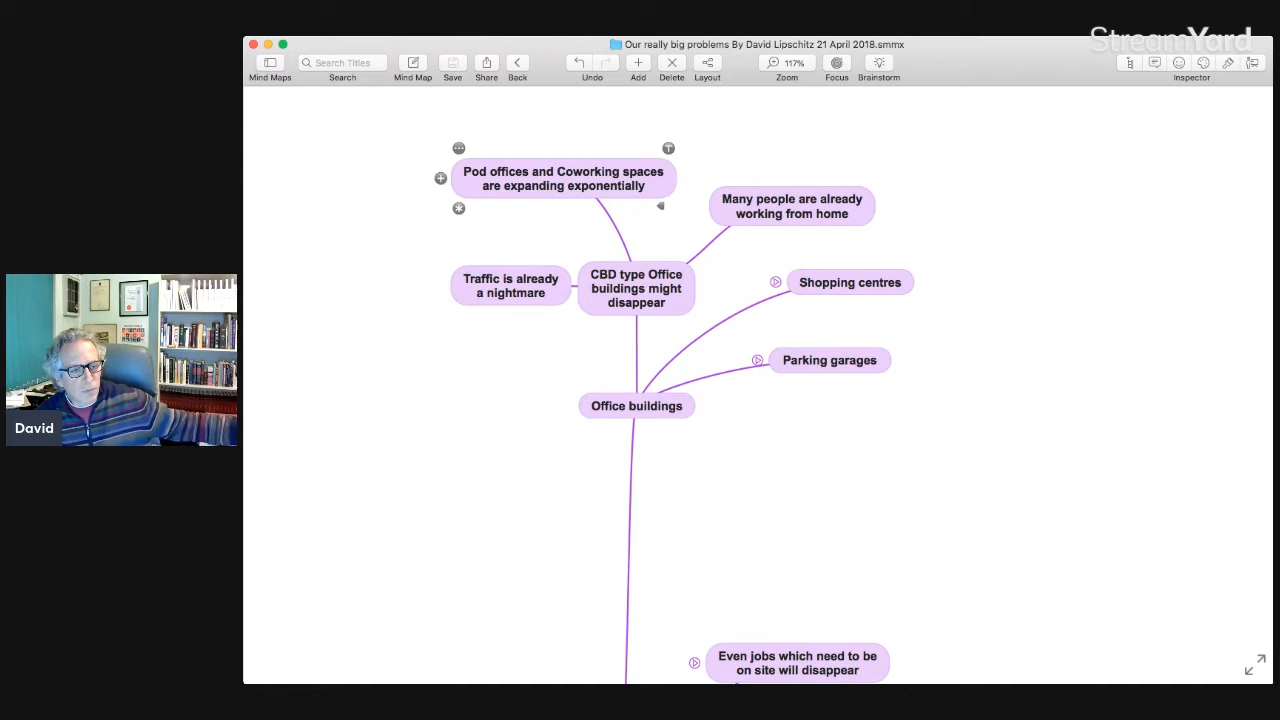 StreamYard
Our really big problems By David Lipschitz 21 April 2018.smmx
Search Titles
117%
Mind Maps
Search
Mind Map
Save
Share
Back
Undo
Add
Delete
Layout
Zoom
Focus
Brainstorm
Inspector
Pod offices and Coworking spaces
are expanding exponentially
Many people are already
working from home
Traffic is already
a nightmare
CBD type Office
buildings might
disappear
Shopping centres
Parking garages
Office buildings
Even jobs which need to be
on site will disappear
David